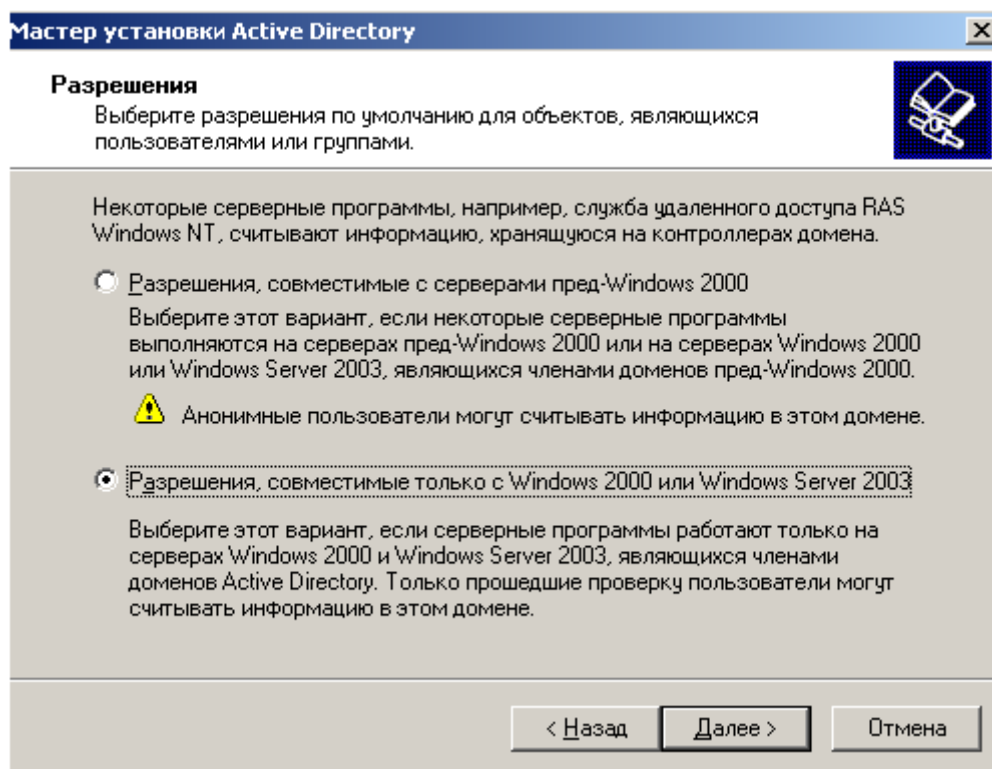 Мастер установки Active Directory
Разрешения
Выберите разрешения по умолчанию для объектов, являющихся
пользователями или группами.
Некоторые серверные программы, например, служба удаленного доступа RAS
Windows NT, считывают информацию, хранящуюся на контроллерах домена.
Разрешения, совместимые с серверами пред-Windows 2000
Выберите этот вариант, если некоторые серверные программы
выполняются на серверах пред-Windows 2000 или на серверах Windows 2000
или Windows Server 2003, являющихся членами доменов пред-Windows 2000.
Анонимные пользователи могут считывать информацию в этом домене.
Разрешения, совместимые только с Windows 2000 или Windows Server 2003
Выберите этот вариант, если серверные программы работают только на
серверах Windows 2000 и Windows Server 2003, являющихся членами
доменов Active Directory. Только прошедшие проверку пользователи могут
считывать информацию в этом домене.
< Назад Далее > Отмена